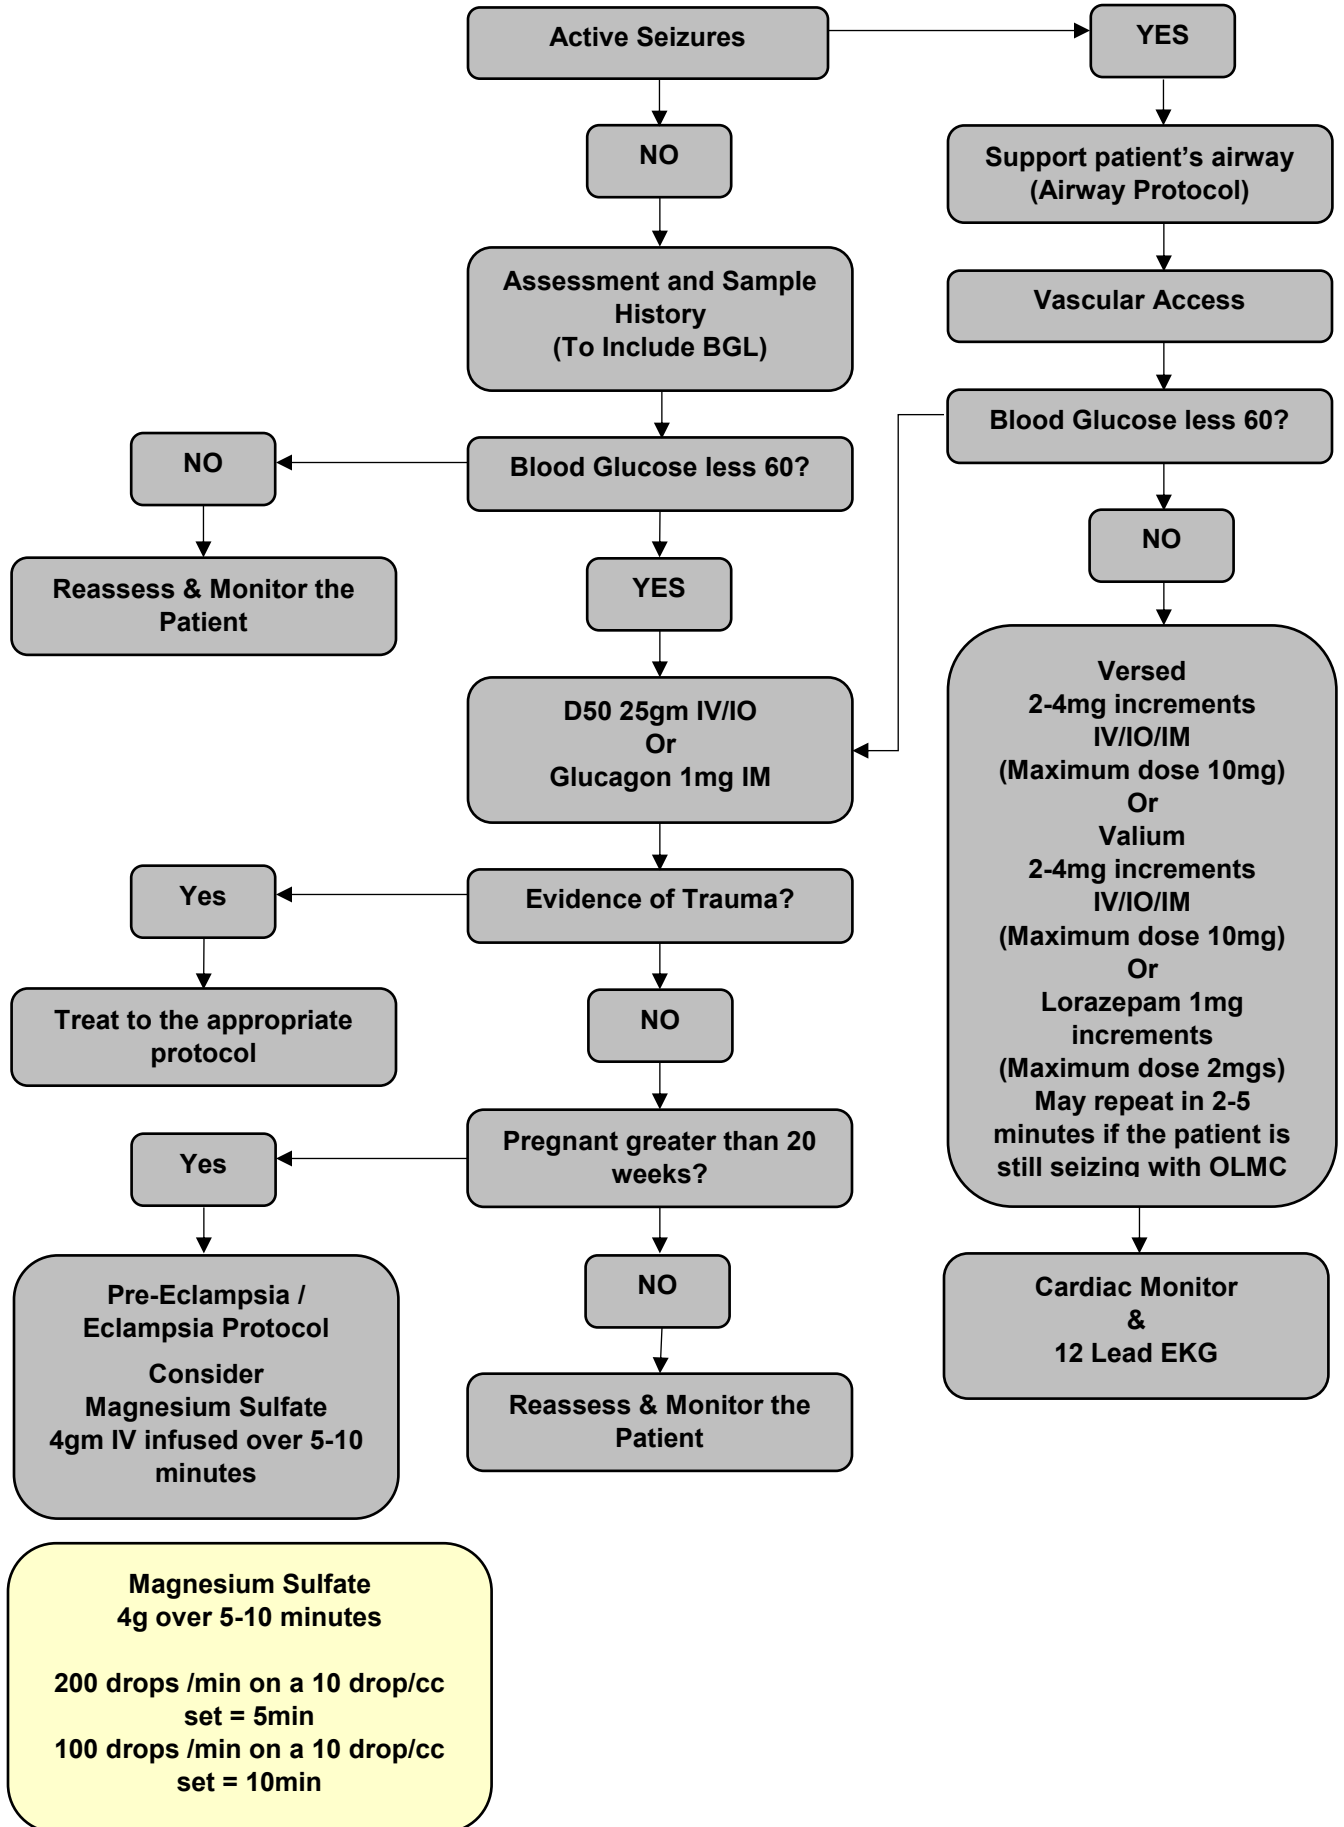 Active Seizures
YES
NO
Support patient's airway
(Airway Protocol)
Assessment and Sample
History
(To Include BGL)
Vascular Access
Blood Glucose less 60?
NO
Blood Glucose less 60?
NO
Reassess & Monitor the
Patient
YES
D50 25gm IV/IO
Or
Glucagon 1mg IM
Versed
2-4mg increments
IV/IO/IM
(Maximum dose 10mg)
Or
Valium
2-4mg increments
IV/IO/IM
(Maximum dose 10mg)
Or
Lorazepam 1mg
increments
(Maximum dose 2mgs)
May repeat in 2-5
minutes if the patient is
still seizing with OLMC
Yes
Evidence of Trauma?
Treat to the appropriate
protocol
NO
Yes
Pregnant greater than 20
weeks?
Pre-Eclampsia /
Eclampsia Protocol
Consider
Magnesium Sulfate
4gm IV infused over 5-10
minutes
NO
Reassess & Monitor the
Patient
Cardiac Monitor
&
12 Lead EKG
Magnesium Sulfate
4g over 5-10 minutes
200 drops /min on a 10 drop/cc
set = 5min
100 drops /min on a 10 drop/cc
set = 10min